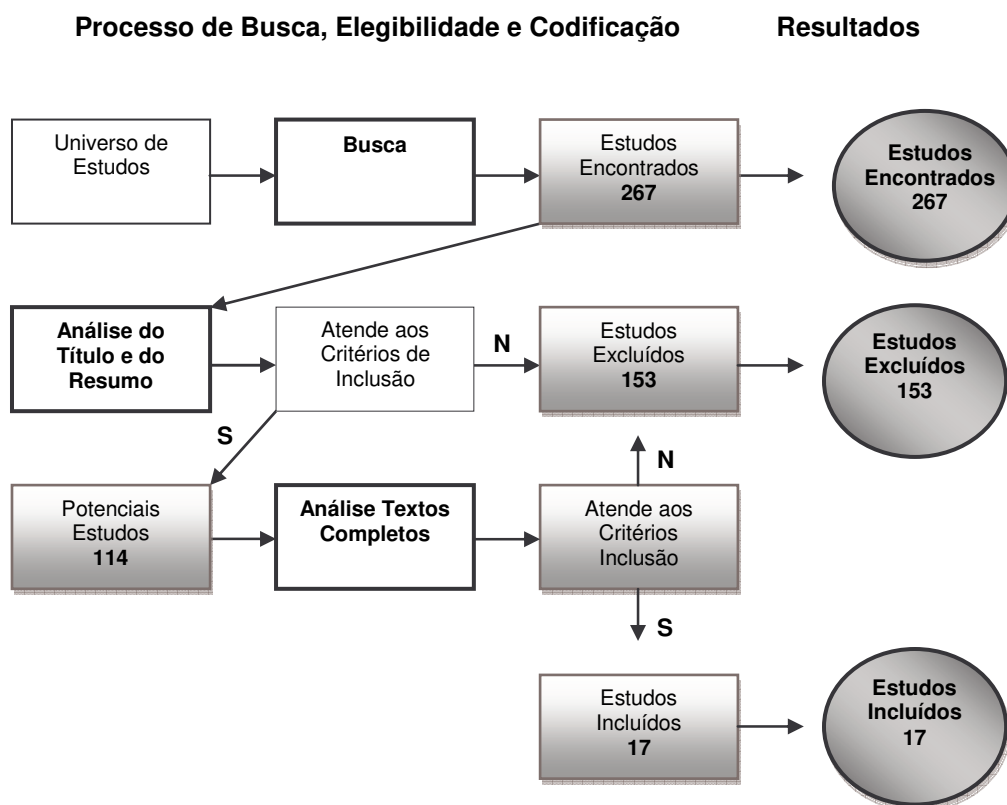 Processo de Busca, Elegibilidade e Codificação
Resultados
Universo de
Estudos
Busca
Estudos
Encontrados
267
Estudos
Encontrados
267
Análise do
Título e do
Resumo
Atende aos
Critérios de
Inclusão
N
Estudos
Excluídos
153
Estudos
Excluídos
153
S
N
Potenciais
Estudos
114
Análise Textos
Completos
Atende aos
Critérios
Inclusão
S
Estudos
Incluídos
17
Estudos
Incluídos
17